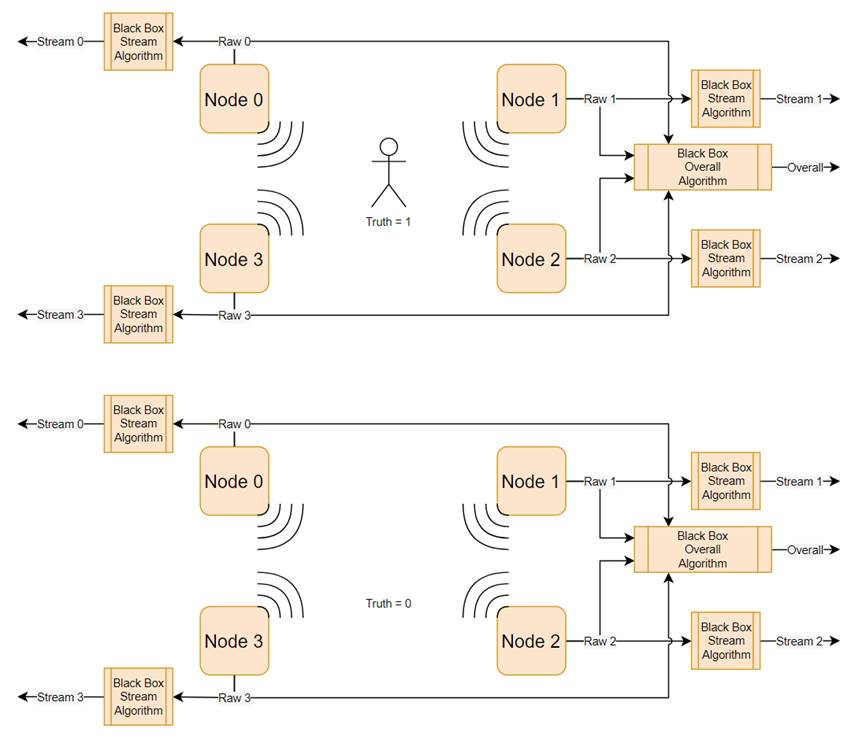 Black Box
Stream
Algorithm
Stream 0
Raw 0
Node 0
Node 1
Raw 1
Black Box
Stream
Algorithm
Stream 1
Black Box
Overall
Algorithm
Overall
Truth = 1
Node 3
Node 2
Raw 2
Black Box
Stream
Algorithm
Stream 2
Black Box
Stream
Algorithm
Stream 3
Raw 3
Black Box
Stream
Algorithm
Stream 0
Raw 0
Node 0
Node 1
Raw 1
Black Box
Stream
Algorithm
Stream 1
Black Box
Overall
Algorithm
Overall
Truth = 0
Node 3
Node 2
Raw 2
Black Box
Stream
Algorithm
Stream 2
Black Box
Stream
Algorithm
Stream 3
Raw 3